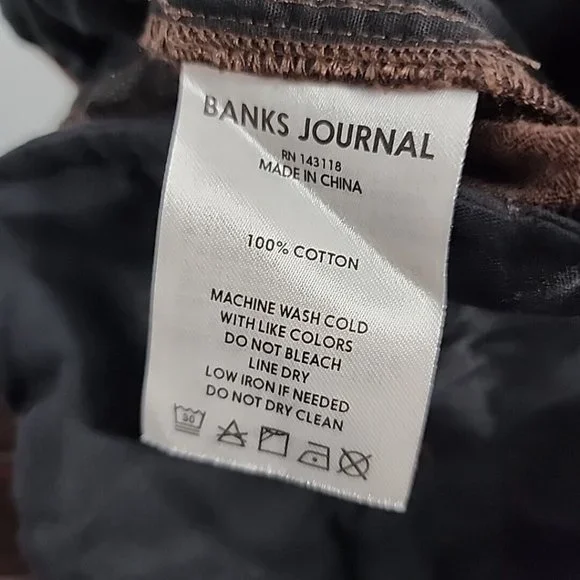 BANKS JOURNAL
RN 143118
MADE IN CHINA
100% COTTON
MACHINE WASH COLD
WITH LIKE COLORS
DO NOT BLEACH
LINE DRY
LOW IRON IF NEEDED
DO NOT DRY CLEAN
30